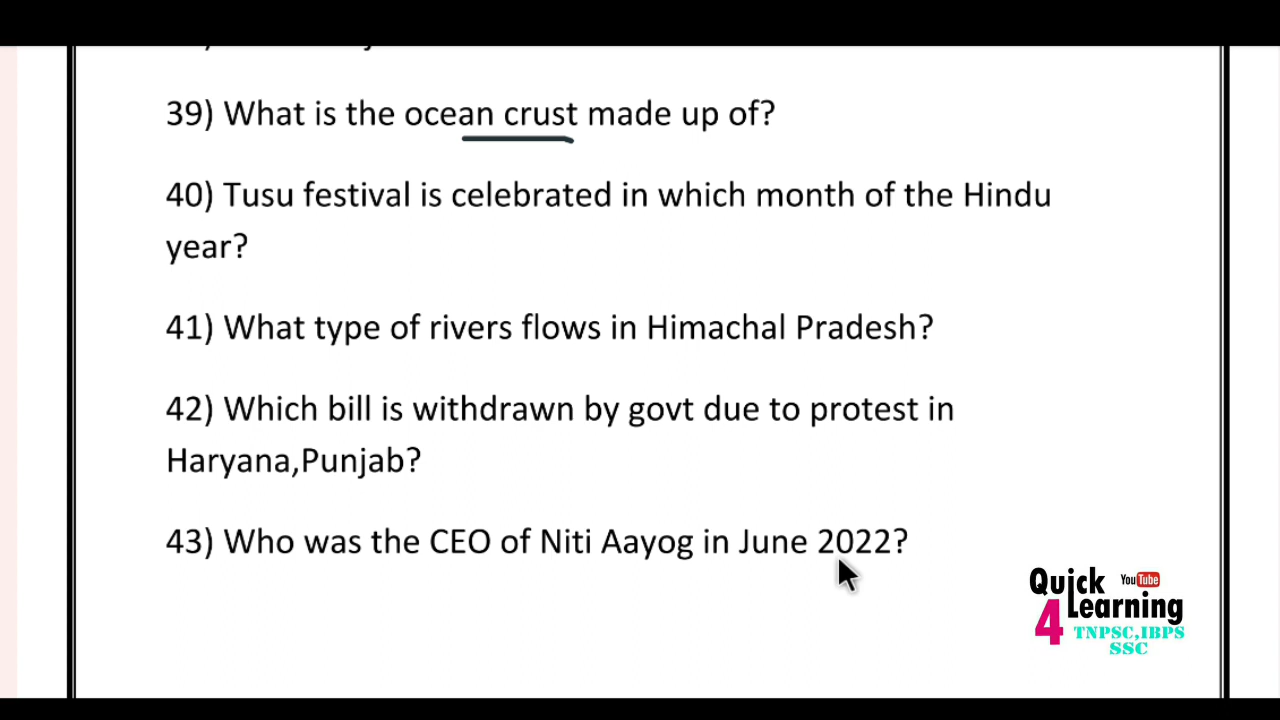 39) What is the ocean crust made up of?
40) Tusu festival is celebrated in which month of the Hindu
year?
41) What type of rivers flows in Himachal Pradesh?
42) Which bill is withdrawn by govt due to protest in
Haryana,Punjab?
43) Who was the CEO of Niti Aayog in June 2022?
Quick YouTube
4 Learning
TNPSC,IBPS
SSC